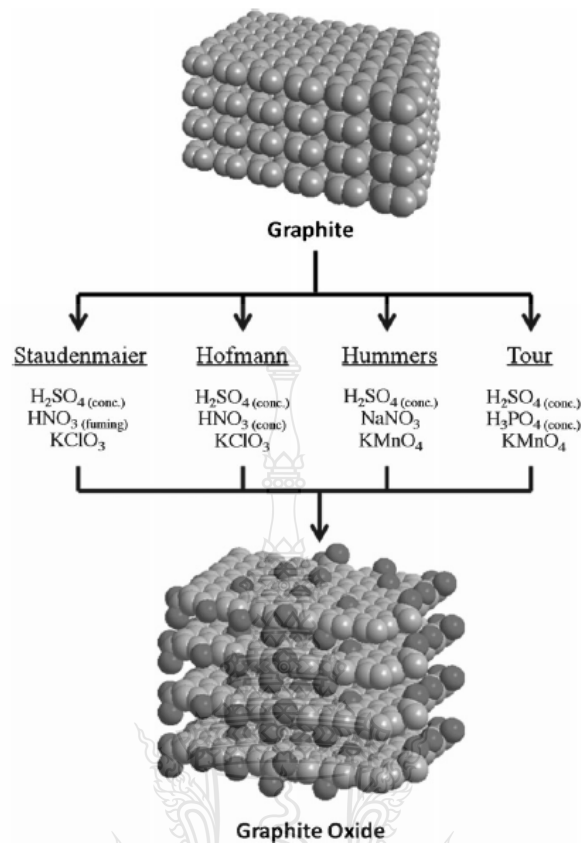 Graphite
Staudenmaier
H₂SO₄ (conc.)
HNO₃ (fuming)
KClO₃
Hofmann
H₂SO₄ (conc.)
HNO₃ (conc)
KClO₃
Hummers
H₂SO₄ (conc.)
NaNO₃
KMnO₄
Tour
H₂SO₄ (conc.)
H₃PO₄ (conc.)
KMnO₄
Graphite Oxide